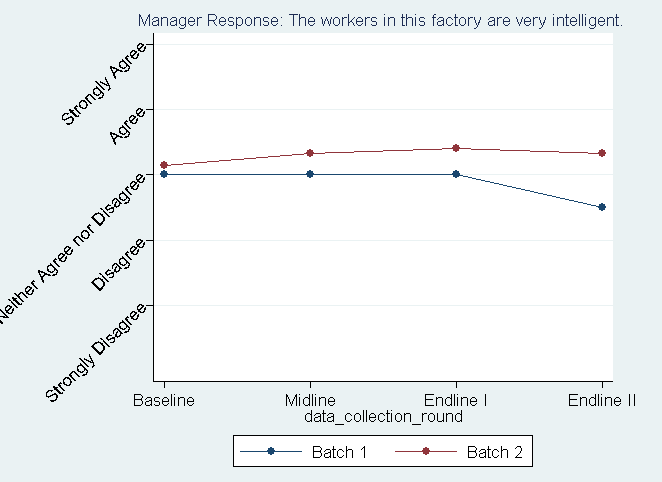 Manager Response: The workers in this factory are very intelligent.
Strongly Agree
Agree
Neither Agree nor Disagree
Disagree
Strongly Disagree
Baseline Midline Endline I Endline II
data_collection_round
Batch 1 Batch 2